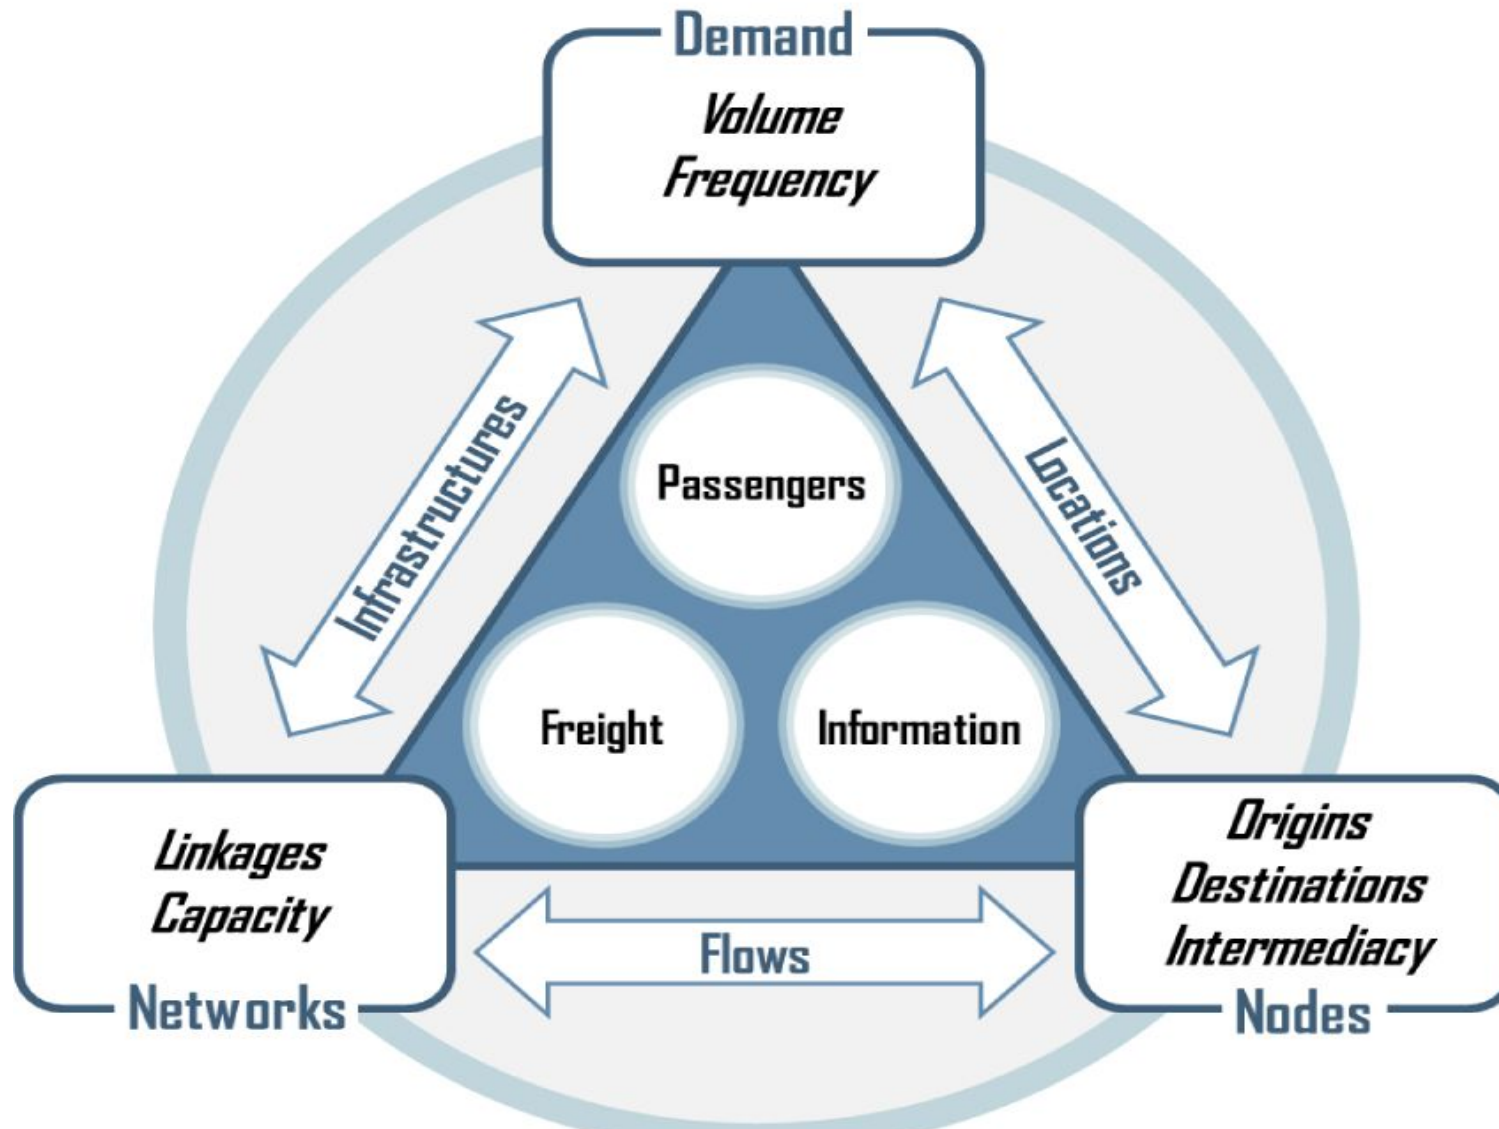 Demand
Volume
Frequency
Infrastructures
Locations
Passengers
Freight
Information
Linkages
Capacity
Networks
Flows
Origins
Destinations
Intermediacy
Nodes